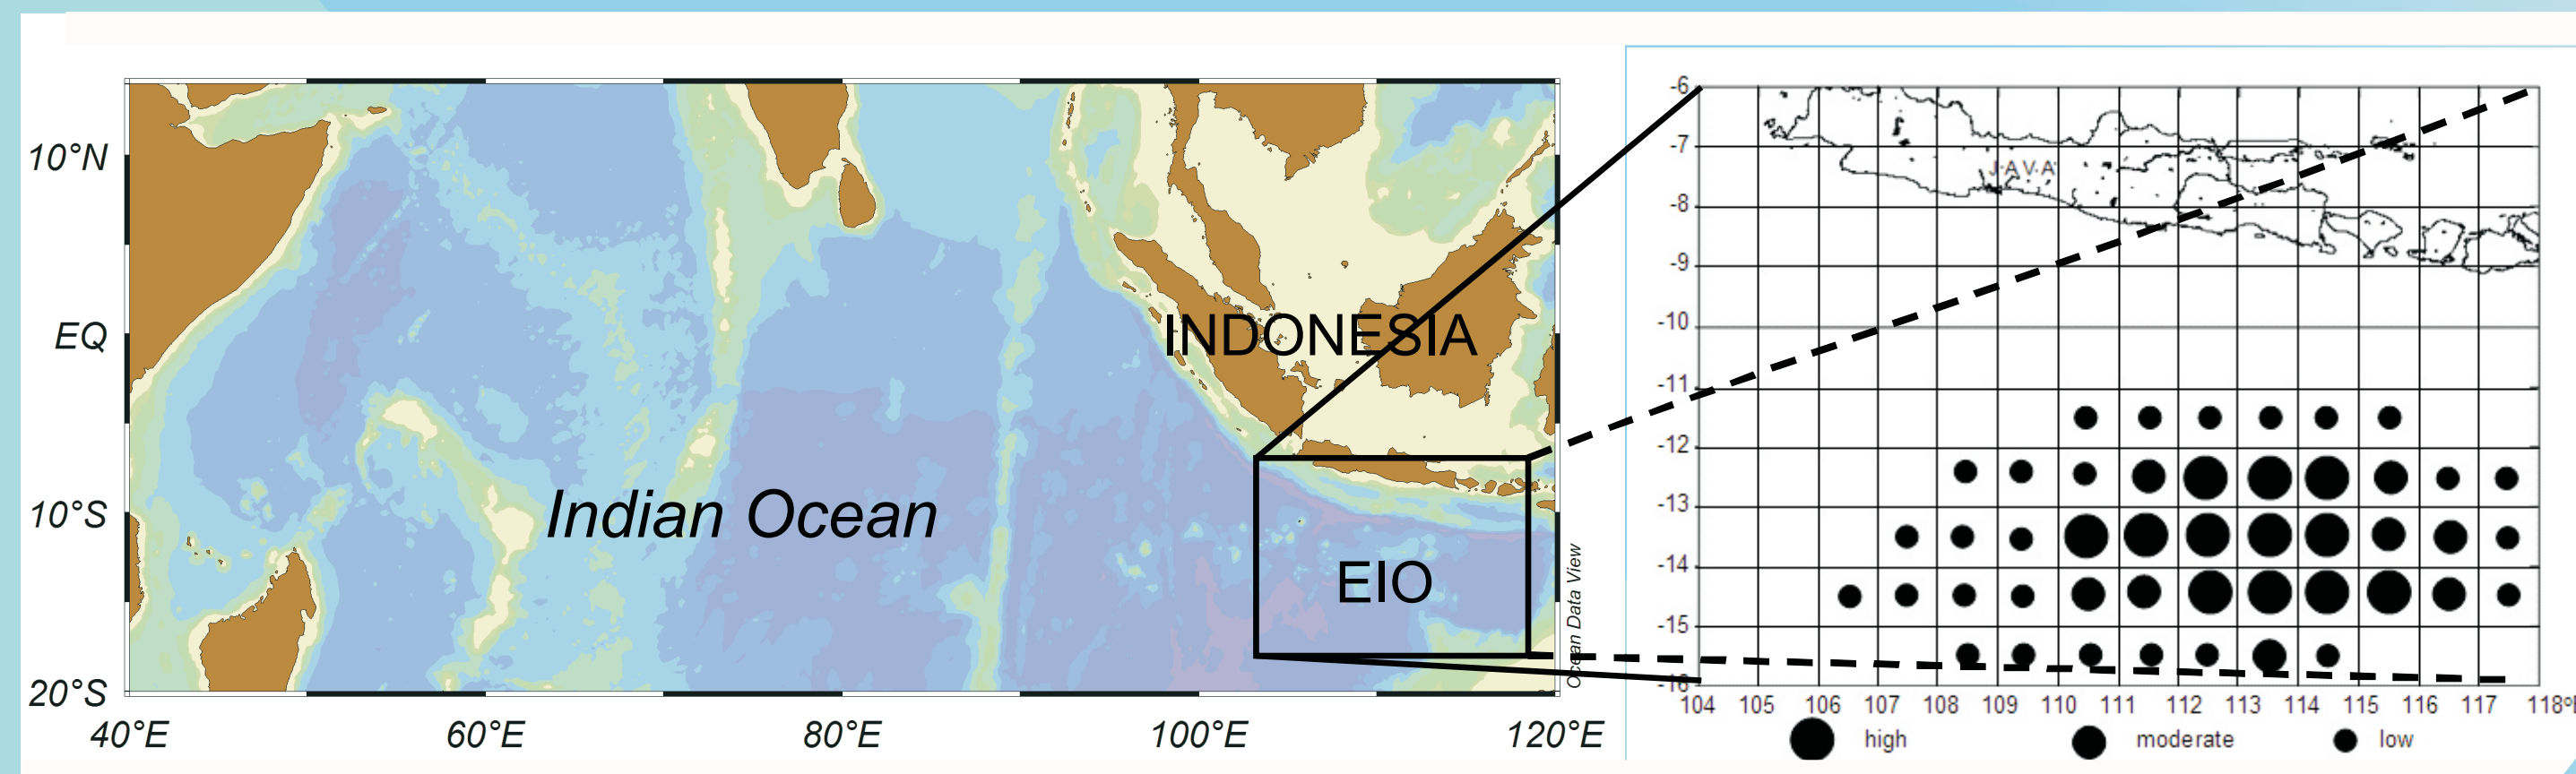 10°N
EQ
10°S
20°S
40°E 60°E 80°E 100°E 120°E
INDONESIA
Indian Ocean
EIO
Ocean Data View
-6
-7
-8
-9
-10
-11
-12
-13
-14
-15
-16
JAVA
104 105 106 107 108 109 110 111 112 113 114 115 116 117 118°E
high moderate low